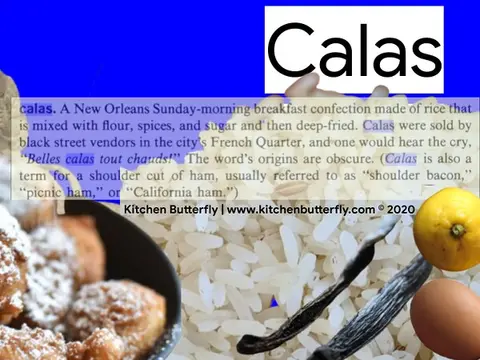 Calas
calas. A New Orleans Sunday-morning breakfast confection made of rice that
is mixed with flour, spices, and sugar and then deep-fried. Calas were sold by
black street vendors in the city's French Quarter, and one would hear the cry,
"Belles calas tout chauds!" The word's origins are obscure. (Calas is also a
term for a shoulder cut of ham, usually referred to as "shoulder bacon,"
"picnic ham," or "California ham.")
Kitchen Butterfly | www.kitchenbutterfly.com © 2020